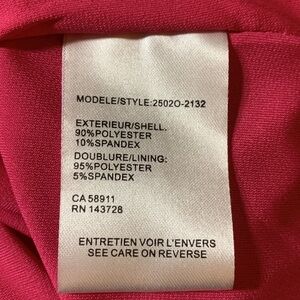 MODELE/STYLE:2502O-2132
EXTERIEUR/SHELL.
90%POLYESTER
10%SPANDEX
DOUBLURE/LINING:
95%POLYESTER
5%SPANDEX
CA 58911
RN 143728
ENTRETIEN VOIR L'ENVERS
SEE CARE ON REVERSE